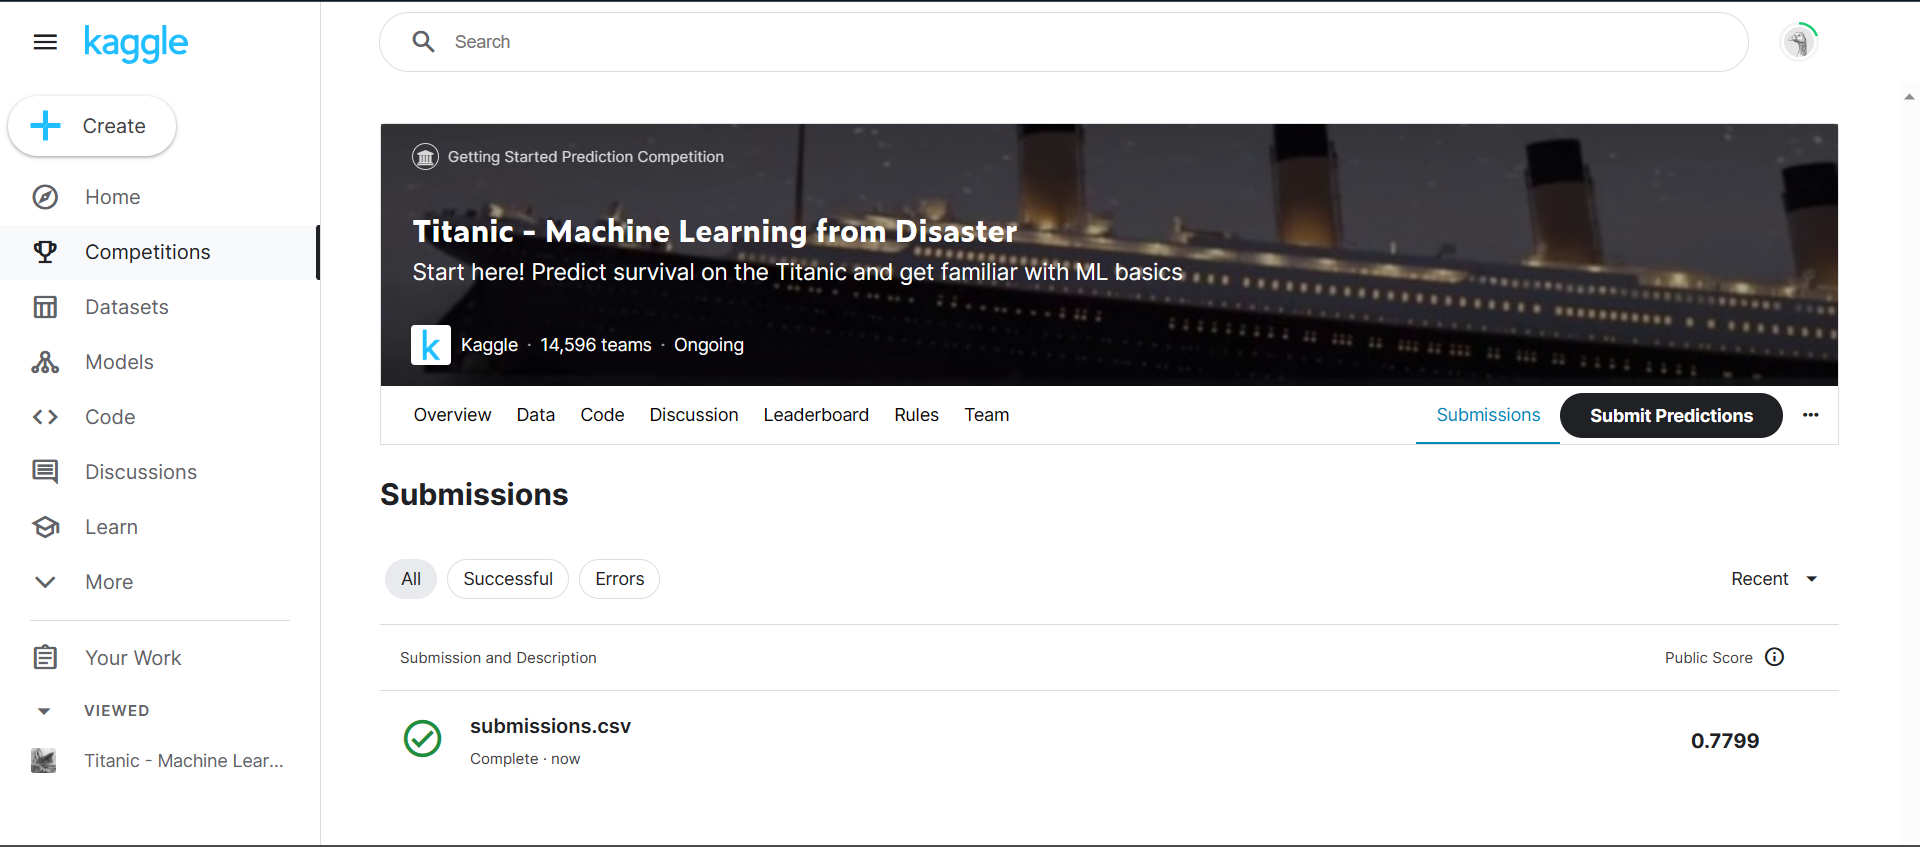 kaggle
Search
Create
Home
Competitions
Datasets
Models
Code
Discussions
Learn
More
Your Work
VIEWED
Titanic - Machine Lear...
Getting Started Prediction Competition
Titanic - Machine Learning from Disaster
Start here! Predict survival on the Titanic and get familiar with ML basics
k Kaggle · 14,596 teams · Ongoing
Overview Data Code Discussion Leaderboard Rules Team Submissions Submit Predictions
Submissions
All Successful Errors Recent
Submission and Description Public Score
submissions.csv
Complete · now
0.7799